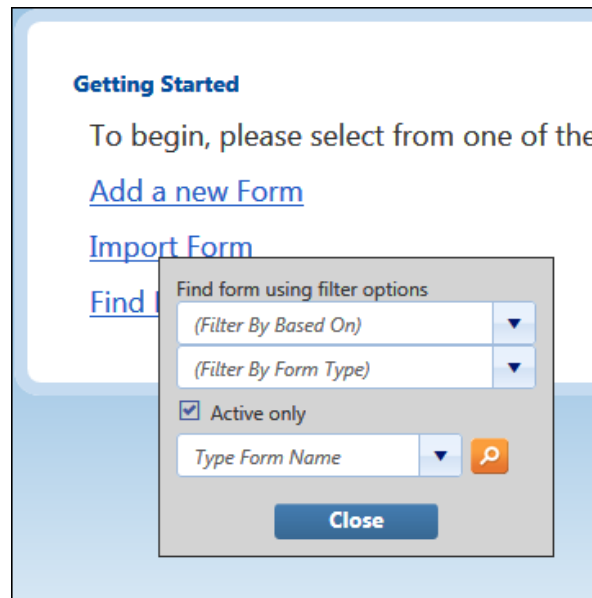 Getting Started
To begin, please select from one of the
Add a new Form
Import Form
Find
Find form using filter options
(Filter By Based On)
(Filter By Form Type)
Active only
Type Form Name
Close